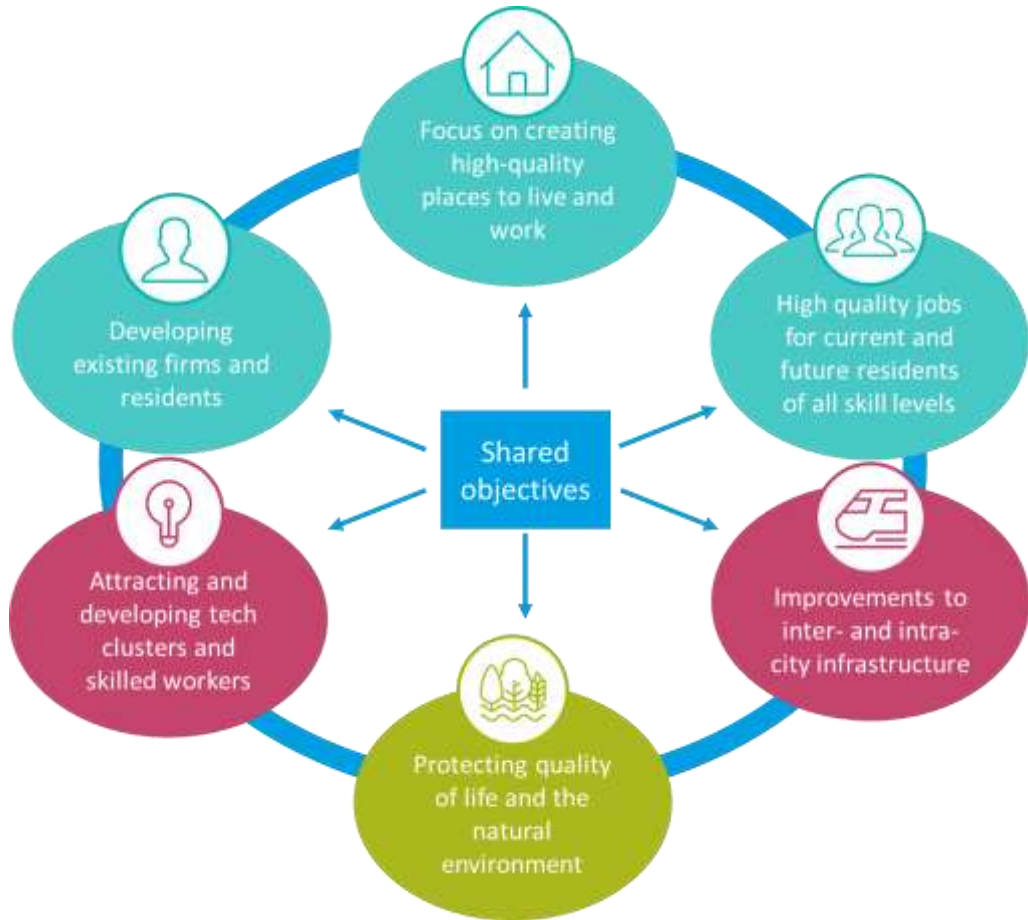 Focus on creating
high-quality
places to live and
work
Developing
existing firms and
residents
High quality jobs
for current and
future residents
of all skill levels
Shared
objectives
Attracting and
developing tech
clusters and
skilled workers
Improvements to
inter- and intra-
city infrastructure
Protecting quality
of life and the
natural
environment